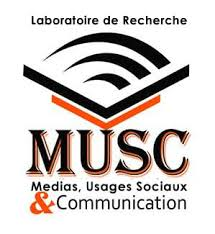 Laboratoire de Recherche
MUSC
Medias, Usages Sociaux
& Communication